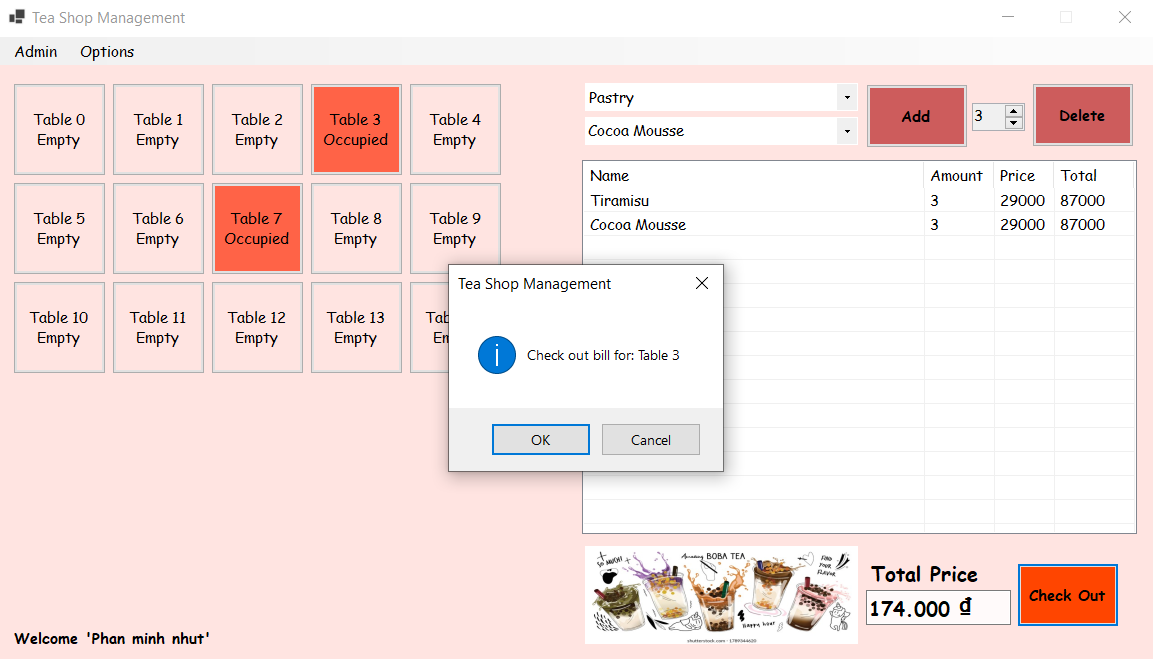 Tea Shop Management
Admin Options
Table 0
Empty
Table 1
Empty
Table 2
Empty
Table 3
Occupied
Table 4
Empty
Table 5
Empty
Table 6
Empty
Table 7
Occupied
Table 8
Empty
Table 9
Empty
Table 10
Empty
Table 11
Empty
Table 12
Empty
Table 13
Empty
Pastry
Cocoa Mousse
Add
3
Delete
Name Amount Price Total
Tiramisu 3 29000 87000
Cocoa Mousse 3 29000 87000
Tea Shop Management
Check out bill for: Table 3
OK Cancel
SO MUCH!
Amazing BOBA TEA
FIND
YOUR
FLAVOR
Happy hour
shutterstock.com · 1789344620
Total Price
174.000 ₫
Check Out
Welcome 'Phan minh nhut'